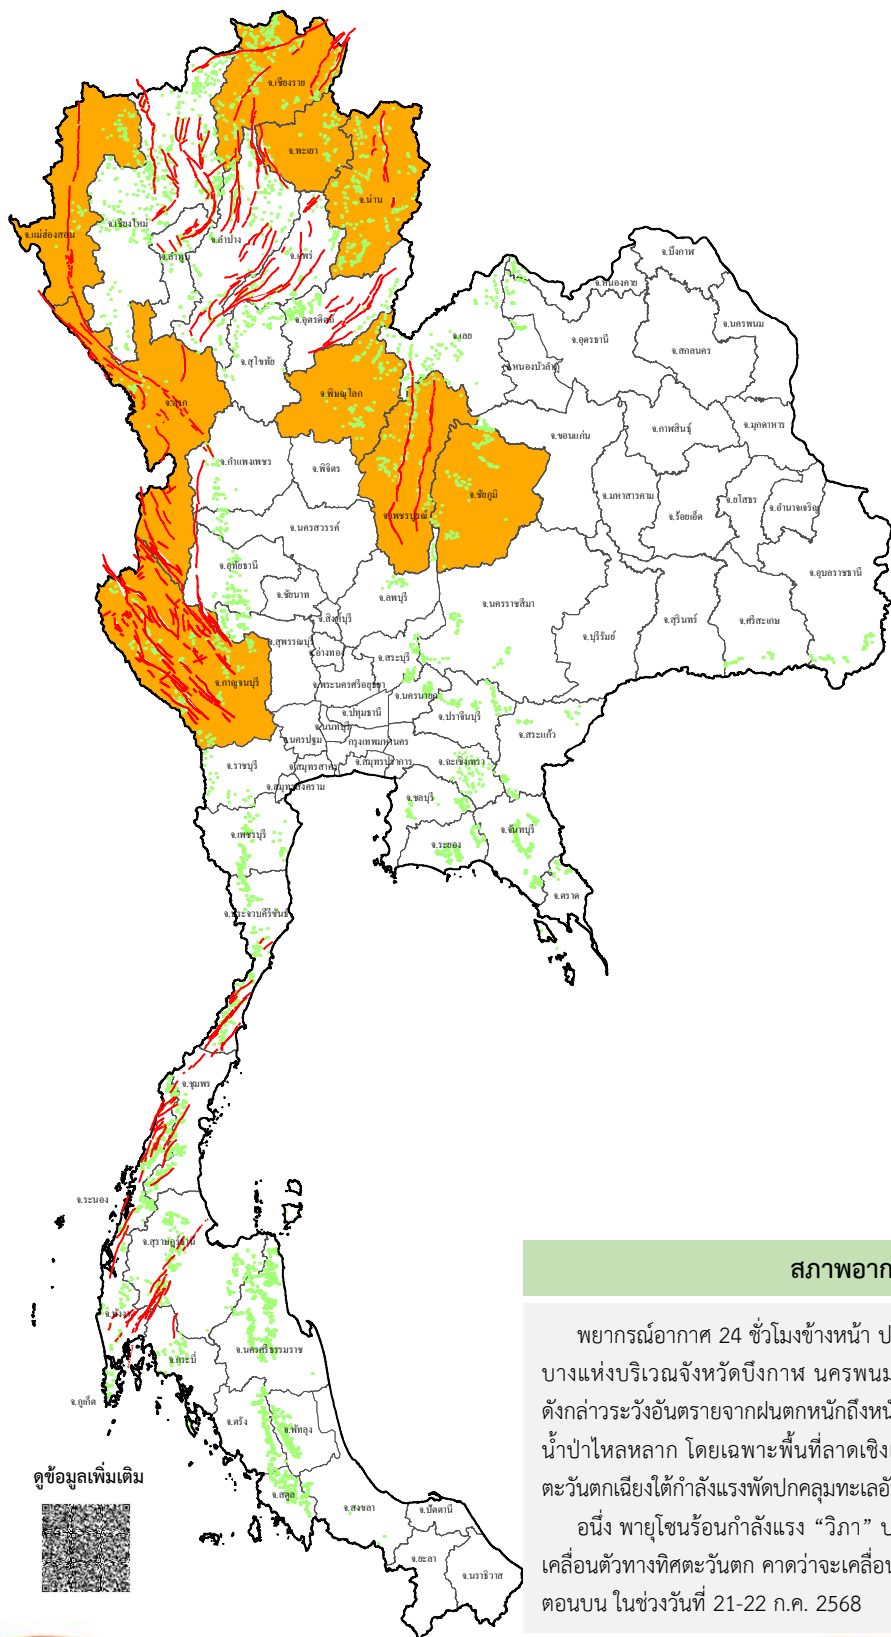 จ.เชียงราย
จ.พะเยา
จ.น่าน
จ.แม่ฮ่องสอน
จ.เชียงใหม่
จ.ลำพูน
จ.ลำปาง
จ.แพร่
จ.บึงกาฬ
จ.หนองคาย
จ.นครพนม
จ.อุตรดิตถ์
จ.เลย
จ.อุดรธานี
จ.สกลนคร
จ.สุโขทัย
จ.หนองบัวลำภู
จ.ตาก
จ.พิษณุโลก
จ.ขอนแก่น
จ.กาฬสินธุ์
จ.มุกดาหาร
จ.กำแพงเพชร
จ.พิจิตร
จ.เพชรบูรณ์
จ.ชัยภูมิ
จ.มหาสารคาม
จ.ร้อยเอ็ด
จ.ยโสธร
จ.อำนาจเจริญ
จ.นครสวรรค์
จ.อุทัยธานี
จ.ชัยนาท
จ.ลพบุรี
จ.นครราชสีมา
จ.บุรีรัมย์
จ.สุรินทร์
จ.ศรีสะเกษ
จ.อุบลราชธานี
จ.สิงห์บุรี
จ.สุพรรณบุรี
จ.อ่างทอง
จ.สระบุรี
จ.กาญจนบุรี
จ.พระนครศรีอยุธยา
จ.นครนายก
จ.ปทุมธานี
จ.ปราจีนบุรี
จ.นนทบุรี
จ.สระแก้ว
จ.นครปฐม
กรุงเทพมหานคร
จ.ราชบุรี
จ.สมุทรสาคร
จ.สมุทรปราการ
จ.ฉะเชิงเทรา
จ.สมุทรสงคราม
จ.ชลบุรี
จ.เพชรบุรี
จ.ระยอง
จ.จันทบุรี
จ.ตราด
จ.ประจวบคีรีขันธ์
จ.ชุมพร
จ.ระนอง
จ.สุราษฎร์ธานี
จ.พังงา
จ.นครศรีธรรมราช
จ.กระบี่
จ.ภูเก็ต
จ.ตรัง
จ.พัทลุง
จ.สตูล
จ.สงขลา
จ.ปัตตานี
จ.ยะลา
จ.นราธิวาส
ดูข้อมูลเพิ่มเติม
สภาพอาก
พยากรณ์อากาศ 24 ชั่วโมงข้างหน้า ป
บางแห่งบริเวณจังหวัดบึงกาฬ นครพนม
ดังกล่าวระวังอันตรายจากฝนตกหนักถึงหนั
น้ำป่าไหลหลาก โดยเฉพาะพื้นที่ลาดเชิงเ
ตะวันตกเฉียงใต้กำลังแรงพัดปกคลุมทะเลอั
อนึ่ง พายุโซนร้อนกำลังแรง “วิภา” บ
เคลื่อนตัวทางทิศตะวันตก คาดว่าจะเคลื่อน
ตอนบน ในช่วงวันที่ 21-22 ก.ค. 2568